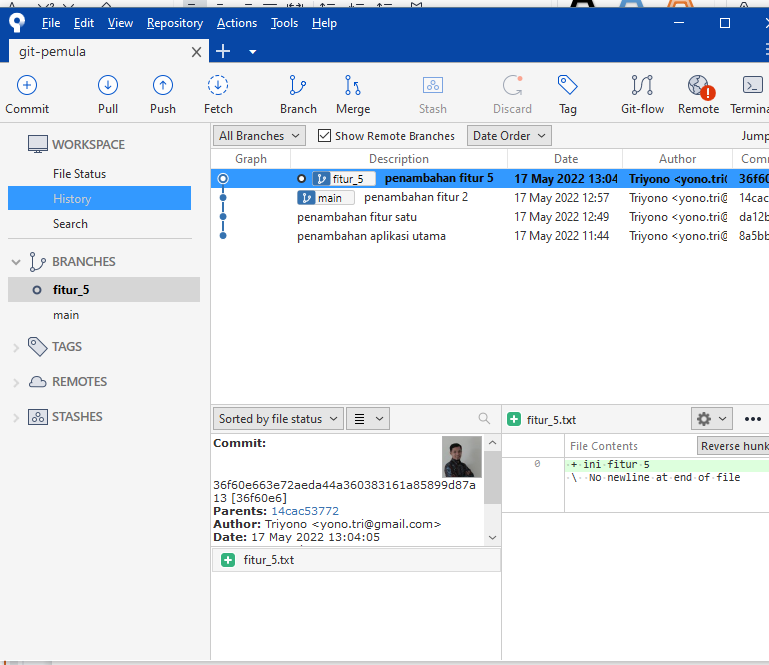 File Edit View Repository Actions Tools Help
git-pemula
Commit Pull Push Fetch Branch Merge Stash Discard Tag Git-flow Remote Termina
WORKSPACE
File Status
History
Search
BRANCHES
fitur_5
main
TAGS
REMOTES
STASHES
All Branches Show Remote Branches Date Order Jump
Graph Description Date Author Comm
fitur_5 penambahan fitur 5 17 May 2022 13:04 Triyono <yono.tri@ 36f60
main penambahan fitur 2 17 May 2022 12:57 Triyono <yono.tri@ 14cac
penambahan fitur satu 17 May 2022 12:49 Triyono <yono.tri@ da12b
penambahan aplikasi utama 17 May 2022 11:44 Triyono <yono.tri@ 8a5bb
Sorted by file status
Commit:
36f60e663e72aeda44a360383161a85899d87a
13 [36f60e6]
Parents: 14cac53772
Author: Triyono <yono.tri@gmail.com>
Date: 17 May 2022 13:04:05
fitur_5.txt
fitur_5.txt
File Contents Reverse hunk
0 + ini fitur 5
\ No newline at end of file